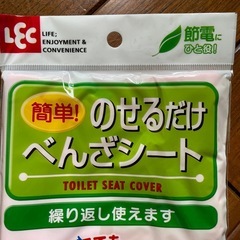 LEC
LIFE;
ENJOYMENT &
CONVENIENCE
節電に
ひと役!
簡単!
のせるだけ
べんざシート
TOILET SEAT COVER
繰り返し使えます